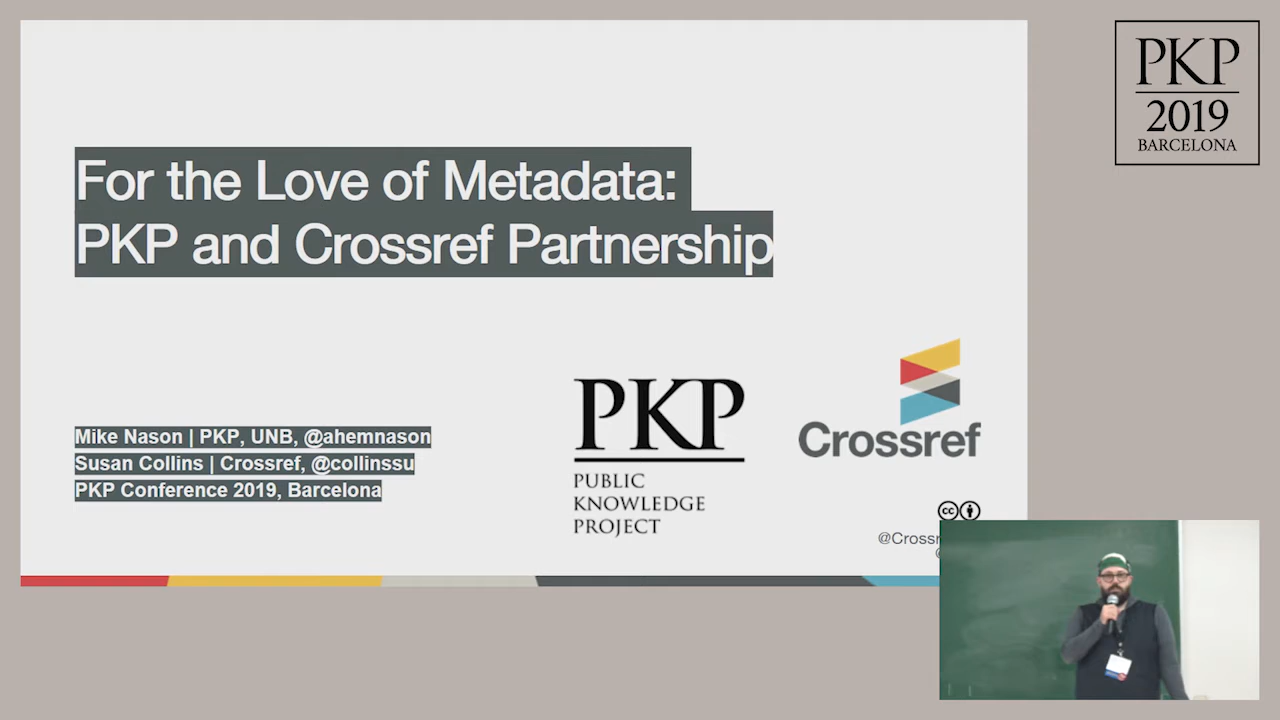 For the Love of Metadata:
PKP and Crossref Partnership
Mike Nason | PKP, UNB, @ahemnason
Susan Collins | Crossref, @collinssu
PKP Conference 2019, Barcelona
PKP
PUBLIC
KNOWLEDGE
PROJECT
Crossref
cc
PKP
2019
BARCELONA